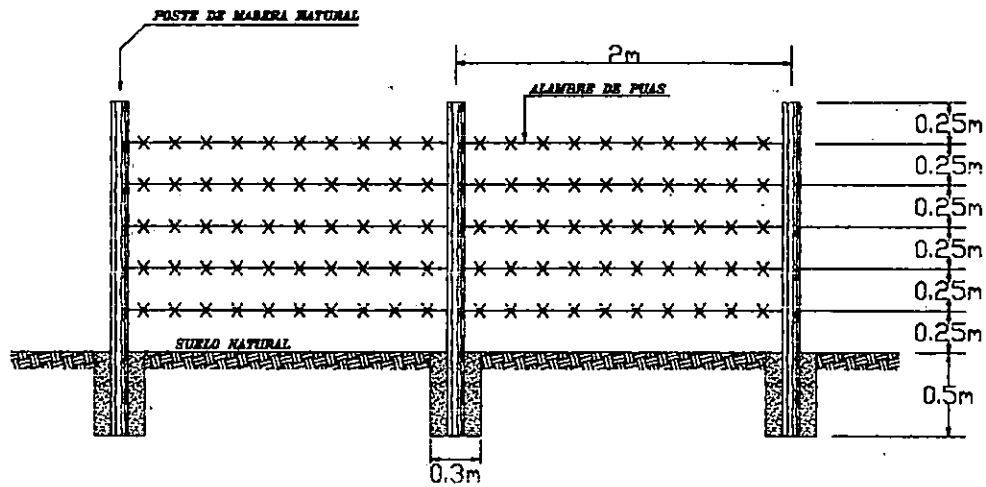 POSTE DE MADERA NATURAL
2m
ALAMBRE DE PUAS
0.25m
0.25m
0.25m
0.25m
0.25m
0.25m
SUELO NATURAL
0.5m
0.3m